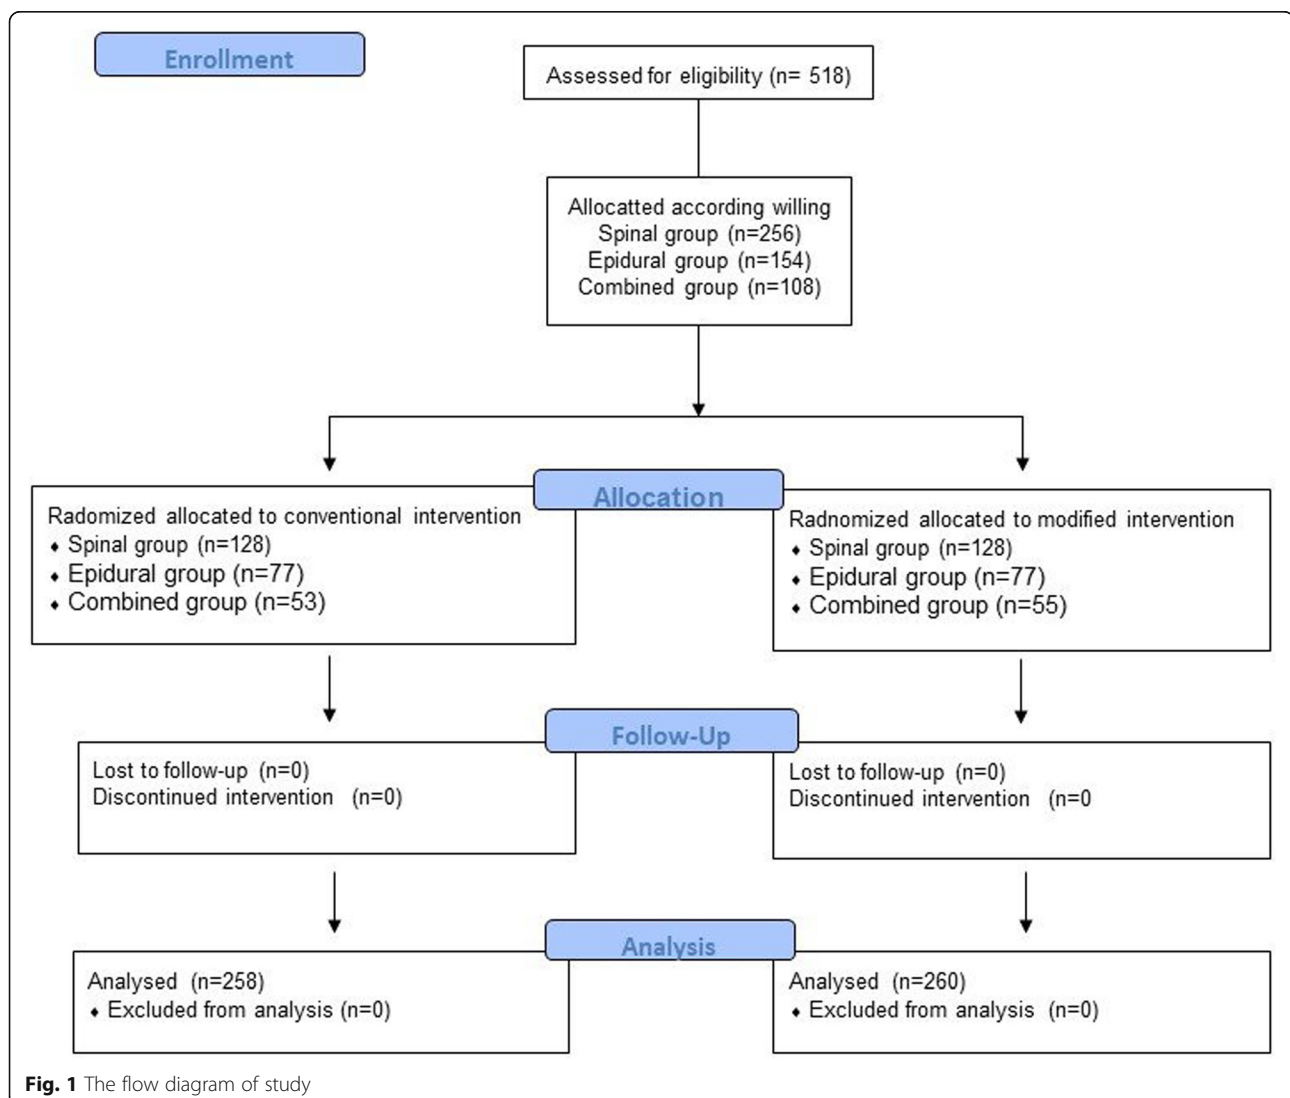 Enrollment
Assessed for eligibility (n= 518)
Allocatted according willing
Spinal group (n=256)
Epidural group (n=154)
Combined group (n=108)
Allocation
Radomized allocated to conventional intervention
♦ Spinal group (n=128)
♦ Epidural group (n=77)
♦ Combined group (n=53)
Radnomized allocated to modified intervention
♦ Spinal group (n=128)
♦ Epidural group (n=77)
♦ Combined group (n=55)
Follow-Up
Lost to follow-up (n=0)
Discontinued intervention (n=0)
Lost to follow-up (n=0)
Discontinued intervention (n=0
Analysis
Analysed (n=258)
♦ Excluded from analysis (n=0)
Analysed (n=260)
♦ Excluded from analysis (n=0)
Fig. 1 The flow diagram of study